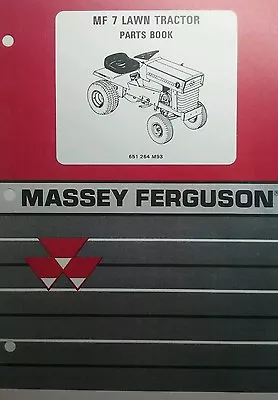 MF 7 LAWN TRACTOR
PARTS BOOK
651 264 M93
MASSEY FERGUSON